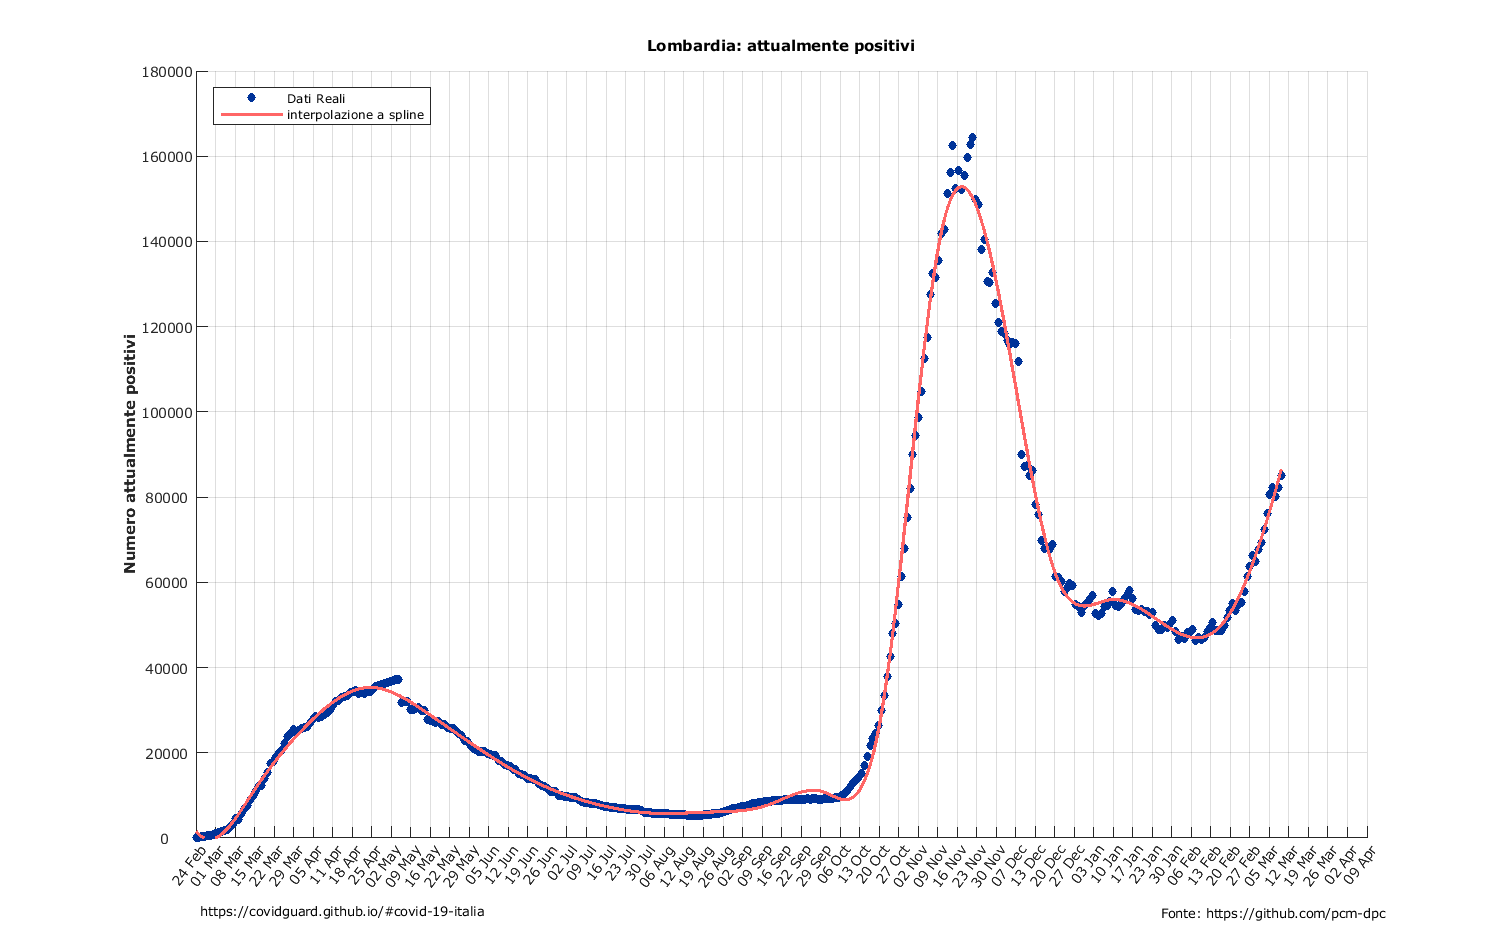 Lombardia: attualmente positivi
180000
160000
140000
120000
100000
80000
60000
40000
20000
0
Numero attualmente positivi
Dati Reali
interpolazione a spline
24 Feb
01 Mar
08 Mar
15 Mar
22 Mar
29 Mar
05 Apr
11 Apr
18 Apr
25 Apr
02 May
09 May
16 May
22 May
29 May
05 Jun
12 Jun
19 Jun
26 Jun
02 Jul
09 Jul
16 Jul
23 Jul
30 Jul
06 Aug
12 Aug
19 Aug
26 Aug
02 Sep
09 Sep
16 Sep
22 Sep
29 Sep
06 Oct
13 Oct
20 Oct
27 Oct
02 Nov
09 Nov
16 Nov
23 Nov
30 Nov
07 Dec
13 Dec
20 Dec
27 Dec
03 Jan
10 Jan
17 Jan
23 Jan
30 Jan
06 Feb
13 Feb
20 Feb
27 Feb
05 Mar
12 Mar
19 Mar
26 Mar
02 Apr
09 Apr
https://covidguard.github.io/#covid-19-italia
Fonte: https://github.com/pcm-dpc